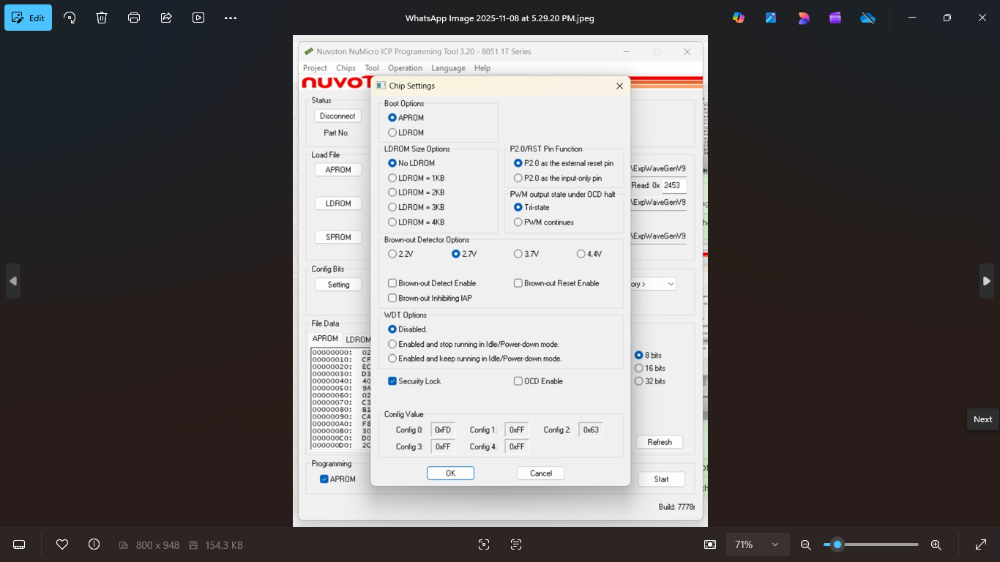 Edit
WhatsApp Image 2025-11-08 at 5.29.20 PM.jpeg
Nuvoton NuMicro ICP Programming Tool 3.20 - 8051 1T Series
Project Chips Tool Operation Language Help
Chip Settings
Status
Disconnect
Part No.
Load File
APROM
LDROM
SPROM
Config Bits
Setting
File Data
APROM LDROM
00000000: 02
00000010: CF
00000020: EC
00000030: D3
00000040: 40
00000050: 9A
00000060: 02
00000070: C3
00000080: B1
00000090: CA
000000A0: F8
000000B0: 30
000000C0: D0
000000D0: 2C
Programming
APROM
Boot Options
APROM
LDROM
LDROM Size Options
No LDROM
LDROM = 1KB
LDROM = 2KB
LDROM = 3KB
LDROM = 4KB
P2.0/RST Pin Function
P2.0 as the external reset pin
P2.0 as the input-only pin
PWM output state under OCD halt
Tri-state
PWM continues
Brown-out Detector Options
2.2V 2.7V 3.7V 4.4V
Brown-out Detect Enable Brown-out Reset Enable
Brown-out Inhibiting IAP
WDT Options
Disabled.
Enabled and stop running in Idle/Power-down mode.
Enabled and keep running in Idle/Power-down mode.
Security Lock OCD Enable
Config Value
Config 0: 0xFD Config 1: 0xFF Config 2: 0x63
Config 3: 0xFF Config 4: 0xFF
OK Cancel
\ExpWaveGenV9
Read: 0x 2453
\ExpWaveGenV9
\ExpWaveGenV9
8 bits
16 bits
32 bits
Refresh
Start
Build: 7778r
Next
800 x 948 154.3 KB
71%